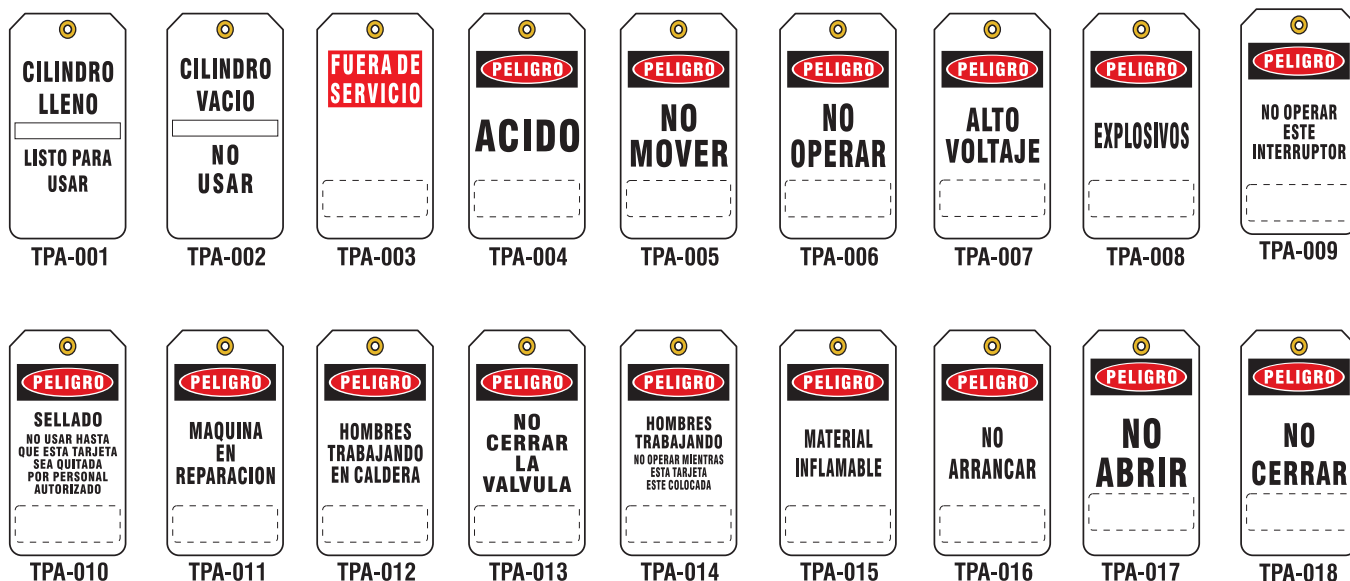 CILINDRO
LLENO
LISTO PARA
USAR
TPA-001
CILINDRO
VACIO
NO
USAR
TPA-002
FUERA DE
SERVICIO
TPA-003
PELIGRO
ACIDO
TPA-004
PELIGRO
NO
MOVER
TPA-005
PELIGRO
NO
OPERAR
TPA-006
PELIGRO
ALTO
VOLTAJE
TPA-007
PELIGRO
EXPLOSIVOS
TPA-008
PELIGRO
NO OPERAR
ESTE
INTERRUPTOR
TPA-009
PELIGRO
SELLADO
NO USAR HASTA
QUE ESTA TARJETA
SEA QUITADA
POR PERSONAL
AUTORIZADO
TPA-010
PELIGRO
MAQUINA
EN
REPARACION
TPA-011
PELIGRO
HOMBRES
TRABAJANDO
EN CALDERA
TPA-012
PELIGRO
NO
CERRAR
LA
VALVULA
TPA-013
PELIGRO
HOMBRES
TRABAJANDO
NO OPERAR MIENTRAS
ESTA TARJETA
ESTE COLOCADA
TPA-014
PELIGRO
MATERIAL
INFLAMABLE
TPA-015
PELIGRO
NO
ARRANCAR
TPA-016
PELIGRO
NO
ABRIR
TPA-017
PELIGRO
NO
CERRAR
TPA-018